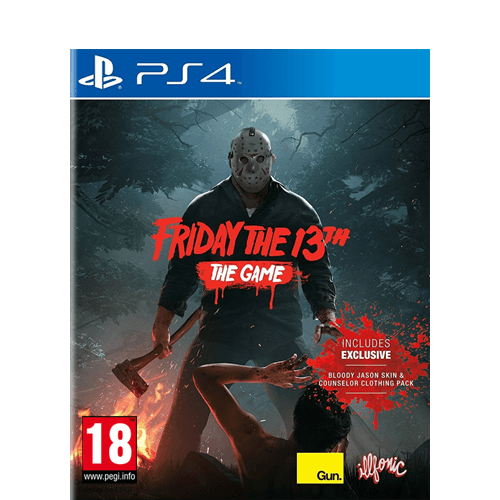 PS4
FRIDAY THE 13TH
THE GAME
INCLUDES
EXCLUSIVE
BLOODY JASON SKIN &
COUNSELOR CLOTHING PACK
18
www.pegi.info
Gun.
illfonic